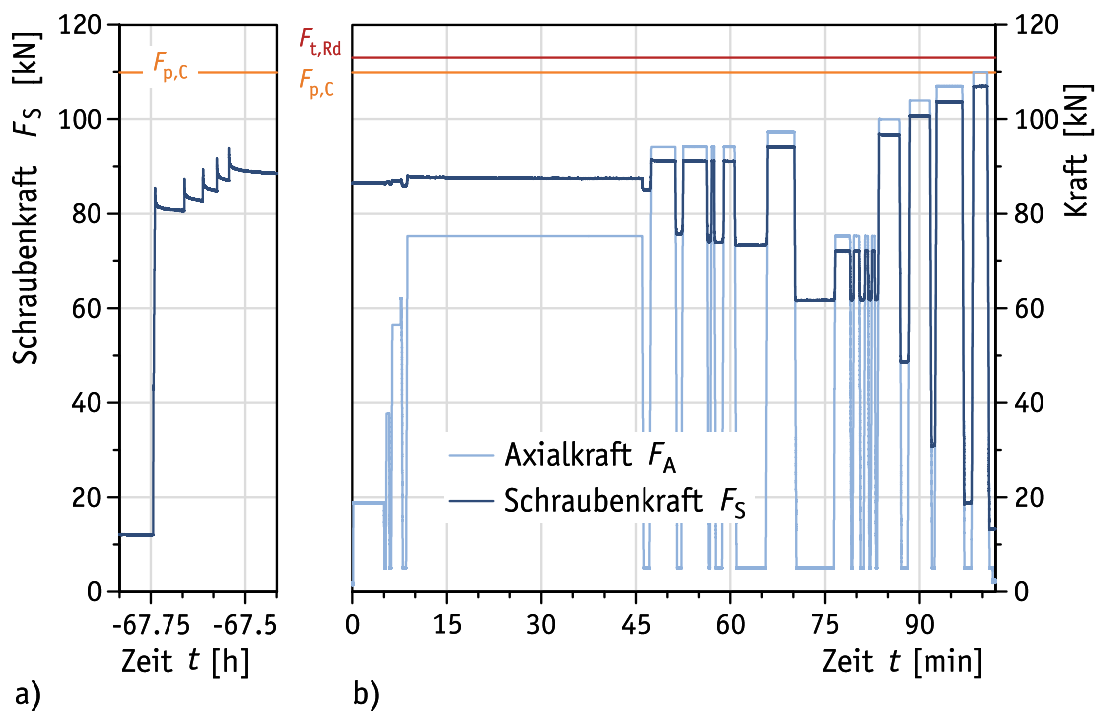 Schraubenkraft F_S [kN]
120
100
80
60
40
20
0
F_p,C
-67.75 -67.5
Zeit t [h]
a)
F_t,Rd
F_p,C
Axialkraft F_A
Schraubenkraft F_S
0 15 30 45 60 75 90
Zeit t [min]
b)
120
100
80
60
40
20
0
Kraft [kN]